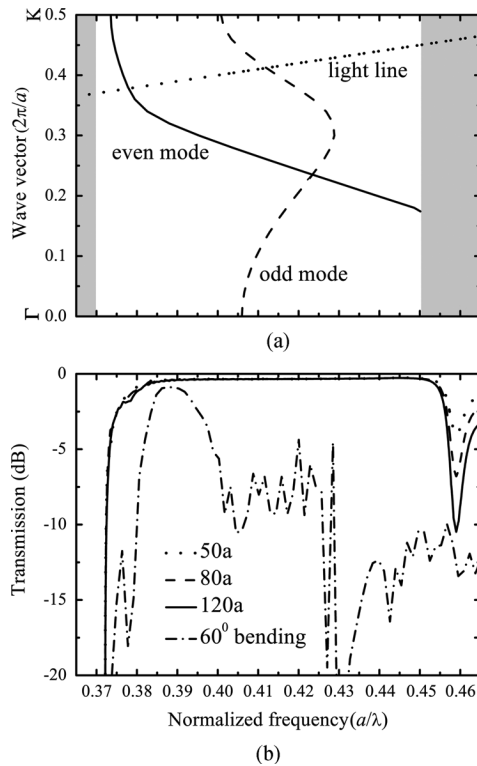 K
0.5
0.4
0.3
0.2
0.1
0.0
Γ
Wave vector (2π/a)
light line
even mode
odd mode
(a)
0
-5
-10
-15
-20
Transmission (dB)
50a
80a
120a
60⁰ bending
0.37 0.38 0.39 0.40 0.41 0.42 0.43 0.44 0.45 0.46
Normalized frequency(a/λ)
(b)